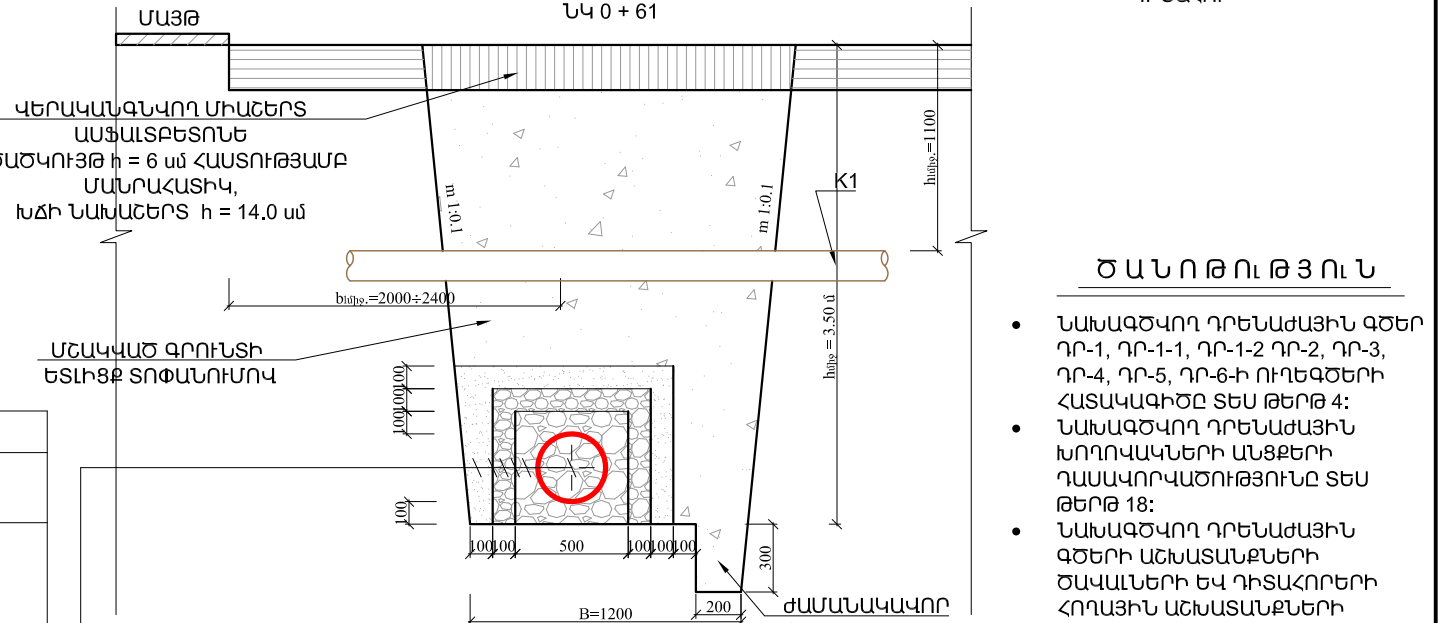 ՄԱՅԹ
ՆԿ 0 + 61
ՎԵՐԱԿԱՆԳՆՎՈՂ ՄԻԱՇԵՐՏ
ԱՍՖԱԼՏԲԵՏՈՆԵ
ԾԱԾԿՈՒՅԹ h = 6 սմ ՀԱՍՏՈՒԹՅԱՄԲ
ՄԱՆՐԱՀԱՏԻԿ,
ԽՃԻ ՆԱԽԱՇԵՐՏ h = 14.0 սմ
m 1:0.1
m 1:0.1
hմիջ.=1100
K1
bմիջ.=2000÷2400
hմիջ = 3.50 մ
ՄՇԱԿՎԱԾ ԳՐՈՒՆՏԻ
ԵՏԼԻՑՔ ՏՈՓԱՆՈՒՄՈՎ
100
100
100
100
100 100 500 100 100 100
300
200
B=1200
ԺԱՄԱՆԱԿԱՎՈՐ
ԾԱՆՈԹՈՒԹՅՈՒՆ
• ՆԱԽԱԳԾՎՈՂ ԴՐԵՆԱԺԱՅԻՆ ԳԾԵՐ
ԴՐ-1, ԴՐ-1-1, ԴՐ-1-2 ԴՐ-2, ԴՐ-3,
ԴՐ-4, ԴՐ-5, ԴՐ-6-Ի ՈՒՂԵԳԾԵՐԻ
ՀԱՏԱԿԱԳԻԾԸ ՏԵՍ ԹԵՐԹ 4:
• ՆԱԽԱԳԾՎՈՂ ԴՐԵՆԱԺԱՅԻՆ
ԽՈՂՈՎԱԿՆԵՐԻ ԱՆՑՔԵՐԻ
ԴԱՍԱՎՈՐՎԱԾՈՒԹՅՈՒՆԸ ՏԵՍ
ԹԵՐԹ 18:
• ՆԱԽԱԳԾՎՈՂ ԴՐԵՆԱԺԱՅԻՆ
ԳԾԵՐԻ ԱՇԽԱՏԱՆՔՆԵՐԻ
ԾԱՎԱԼՆԵՐԻ ԵՎ ԴԻՏԱՀՈՐԵՐԻ
ՀՈՂԱՅԻՆ ԱՇԽԱՏԱՆՔՆԵՐԻ